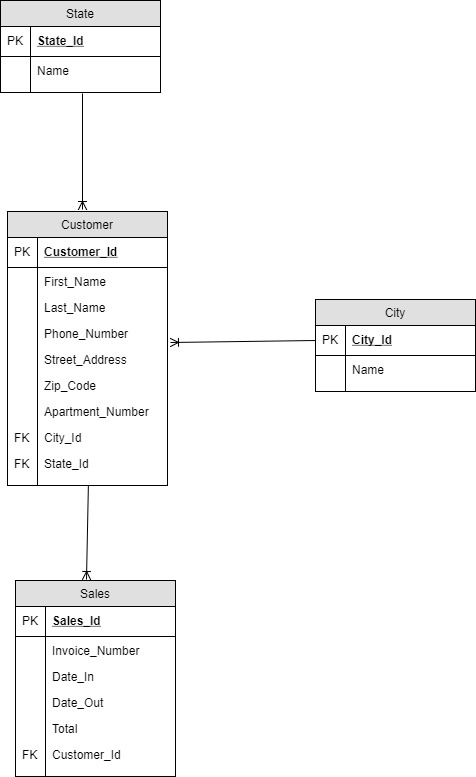 State
PK State_Id
Name
Customer
PK Customer_Id
First_Name
Last_Name
Phone_Number
Street_Address
Zip_Code
Apartment_Number
FK City_Id
FK State_Id
City
PK City_Id
Name
Sales
PK Sales_Id
Invoice_Number
Date_In
Date_Out
Total
FK Customer_Id